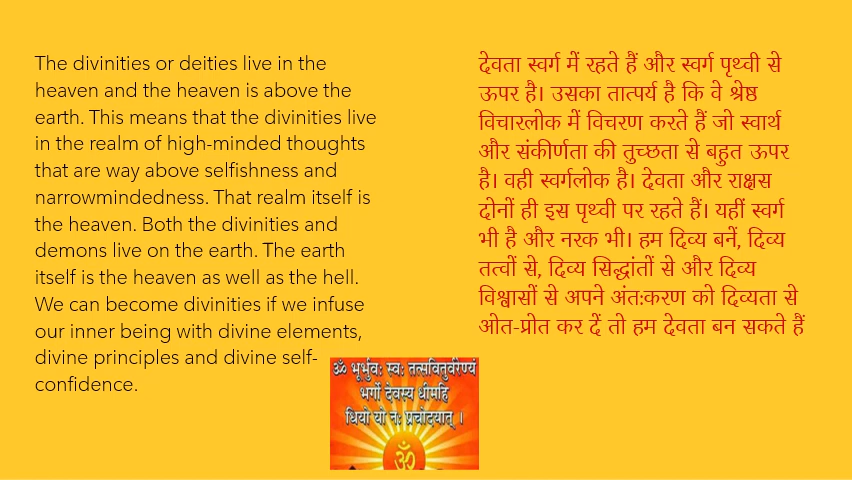 The divinities or deities live in the
heaven and the heaven is above the
earth. This means that the divinities live
in the realm of high-minded thoughts
that are way above selfishness and
narrowmindedness. That realm itself is
the heaven. Both the divinities and
demons live on the earth. The earth
itself is the heaven as well as the hell.
We can become divinities if we infuse
our inner being with divine elements,
divine principles and divine self-
confidence.
देवता स्वर्ग में रहते हैं और स्वर्ग पृथ्वी से
ऊपर है। उसका तात्पर्य है कि वे श्रेष्ठ
विचारलोक में विचरण करते हैं जो स्वार्थ
और संकीर्णता की तुच्छता से बहुत ऊपर
है। वही स्वर्गलोक है। देवता और राक्षस
दोनों ही इस पृथ्वी पर रहते हैं। यहीं स्वर्ग
भी है और नरक भी। हम दिव्य बनें, दिव्य
तत्वों से, दिव्य सिद्धांतों से और दिव्य
विश्वासों से अपने अंत:करण को दिव्यता से
ओत-प्रोत कर दें तो हम देवता बन सकते हैं
ॐ भूर्भुवः स्वः तत्सवितुर्वरेण्यं
भर्गो देवस्य धीमहि
धियो यो नः प्रचोदयात् ।
ॐ